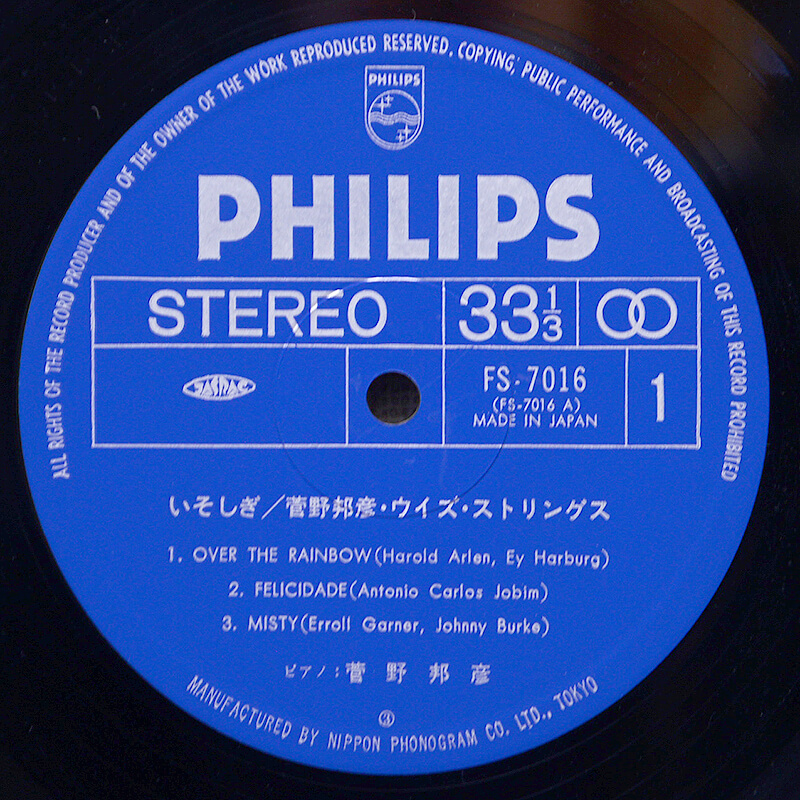 ALL RIGHTS OF THE RECORD PRODUCER AND OF THE OWNER OF THE WORK REPRODUCED RESERVED. COPYING, PUBLIC PERFORMANCE AND BROADCASTING OF THIS RECORD PROHIBITED
PHILIPS
PHILIPS
STEREO
33 1/3
JASRAC
FS-7016
(FS-7016 A)
MADE IN JAPAN
1
いそしぎ/菅野邦彦・ウイズ・ストリングス
1. OVER THE RAINBOW (Harold Arlen, Ey Harburg)
2. FELICIDADE (Antonio Carlos Jobim)
3. MISTY (Erroll Garner, Johnny Burke)
ピアノ:菅野邦彦
MANUFACTURED BY NIPPON PHONOGRAM CO. LTD., TOKYO